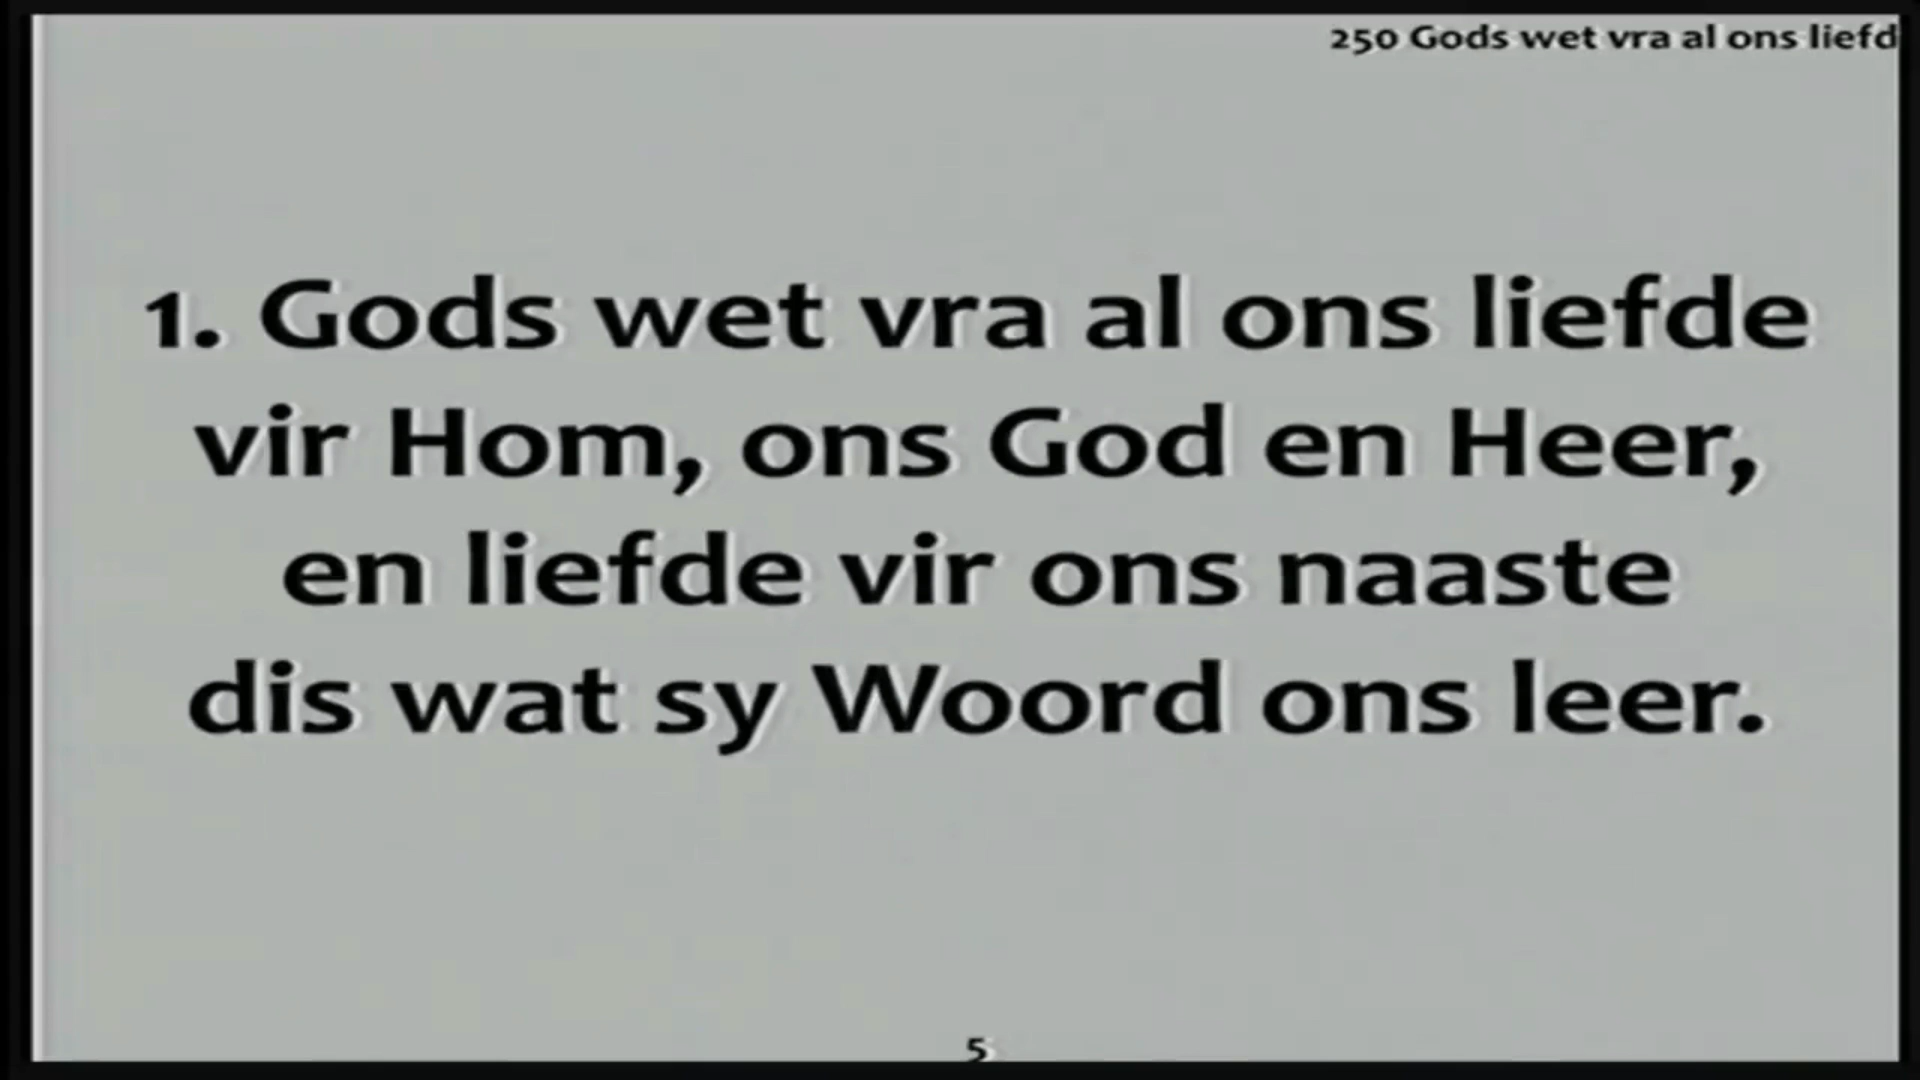 250 Gods wet vra al ons liefd
1. Gods wet vra al ons liefde
vir Hom, ons God en Heer,
en liefde vir ons naaste
dis wat sy Woord ons leer.
5